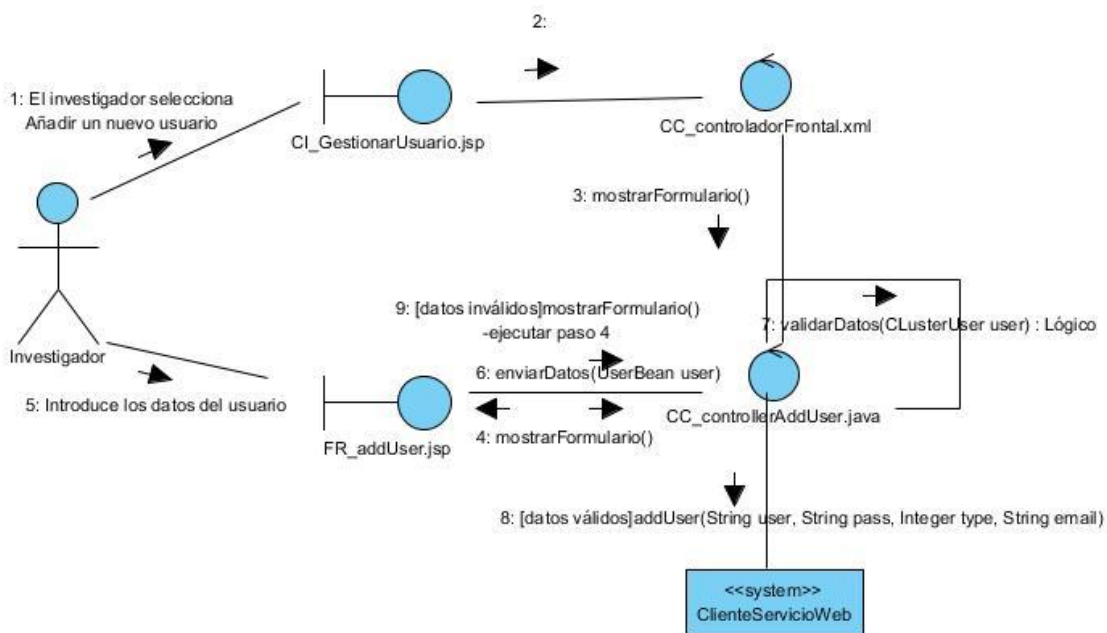 2:
1: El investigador selecciona
Añadir un nuevo usuario
CI_GestionarUsuario.jsp
CC_controladorFrontal.xml
3: mostrarFormulario()
9: [datos inválidos]mostrarFormulario()
-ejecutar paso 4
7: validarDatos(CLusterUser user) : Lógico
Investigador
6: enviarDatos(UserBean user)
5: Introduce los datos del usuario
CC_controllerAddUser.java
4: mostrarFormulario()
FR_addUser.jsp
8: [datos válidos]addUser(String user, String pass, Integer type, String email)
<<system>>
ClienteServicioWeb